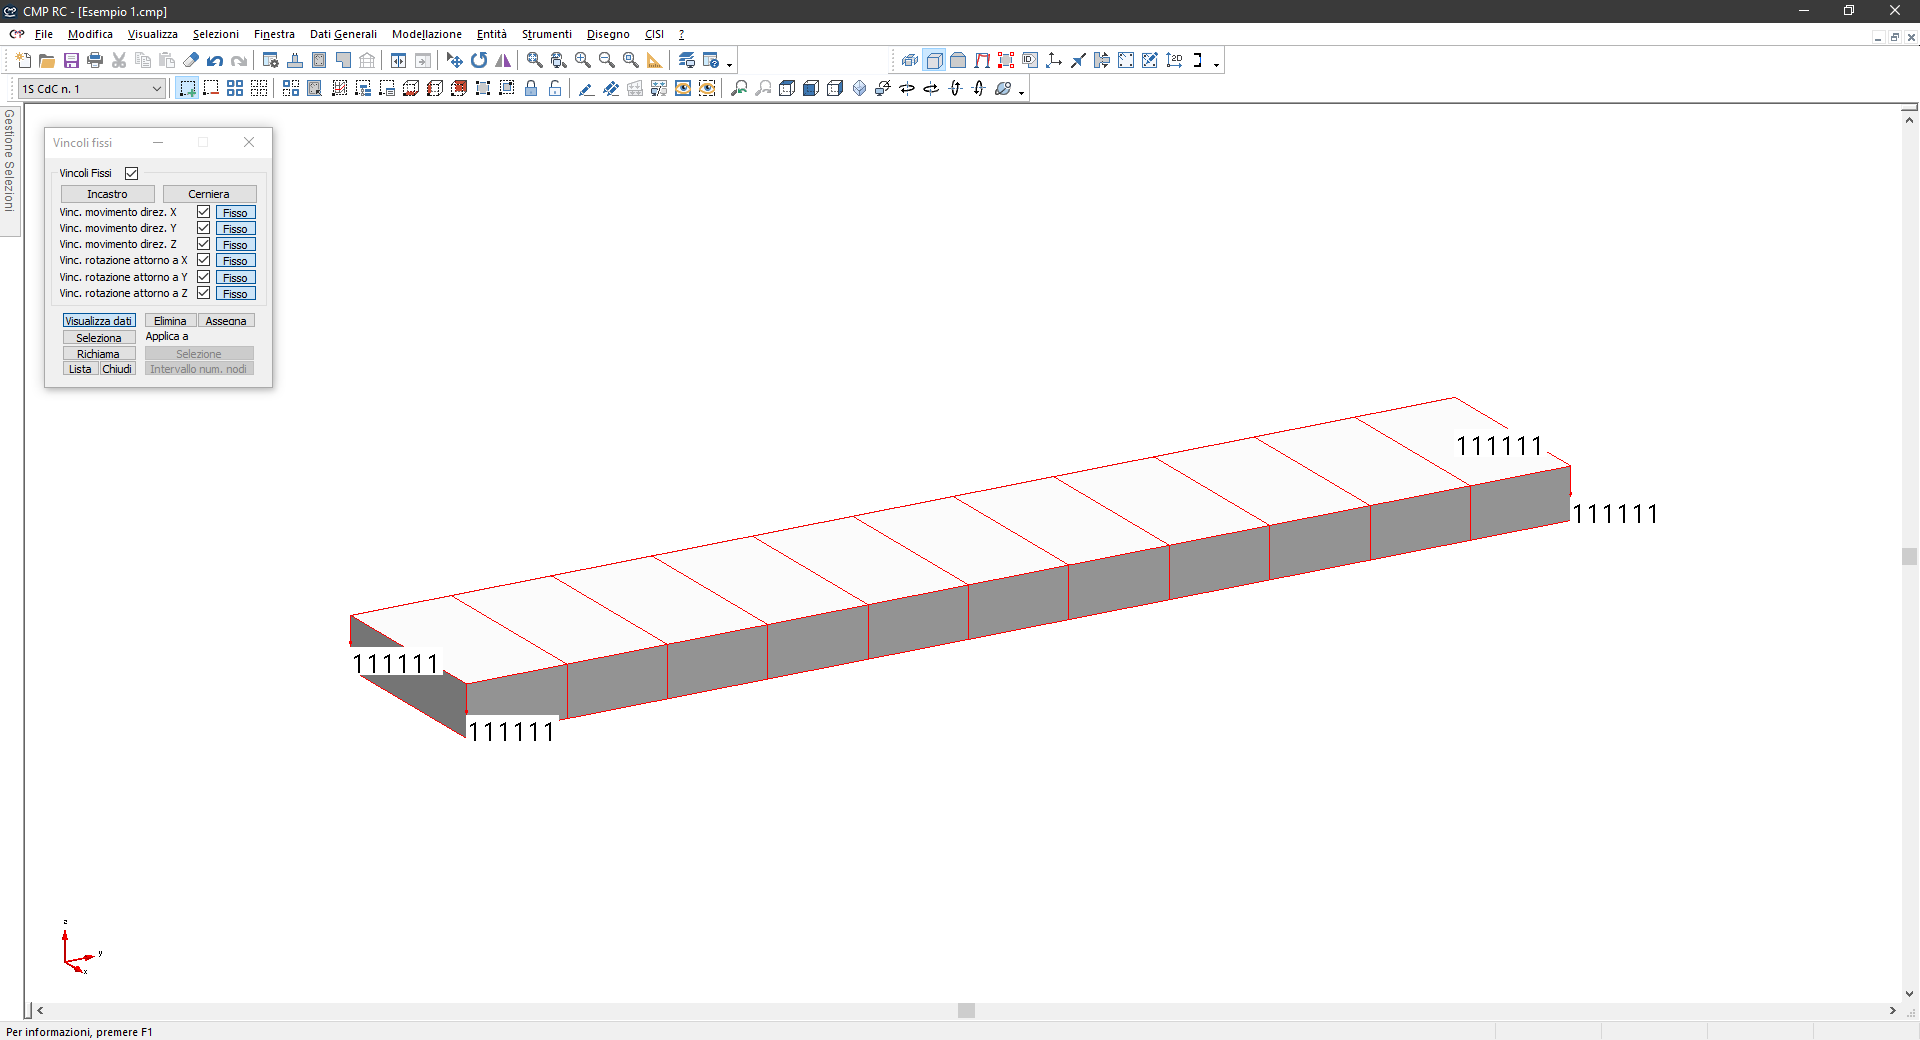 CMP RC - [Esempio 1.cmp]
File Modifica Visualizza Selezioni Finestra Dati Generali Modellazione Entità Strumenti Disegno CISI ?
1S CdC n. 1
Gestione Selezioni
Vincoli fissi
Vincoli Fissi
Incastro Cerniera
Vinc. movimento direz. X Fisso
Vinc. movimento direz. Y Fisso
Vinc. movimento direz. Z Fisso
Vinc. rotazione attorno a X Fisso
Vinc. rotazione attorno a Y Fisso
Vinc. rotazione attorno a Z Fisso
Visualizza dati Elimina Assegna
Seleziona Applica a
Richiama Selezione
Lista Chiudi Intervallo num. nodi
111111
111111
111111
111111
z
y
x
Per informazioni, premere F1